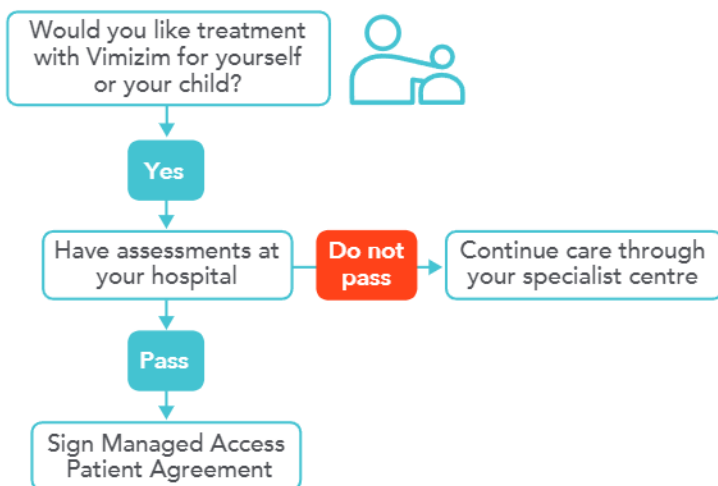 Would you like treatment
with Vimizim for yourself
or your child?
Yes
Have assessments at
your hospital
Do not
pass
Continue care through
your specialist centre
Pass
Sign Managed Access
Patient Agreement